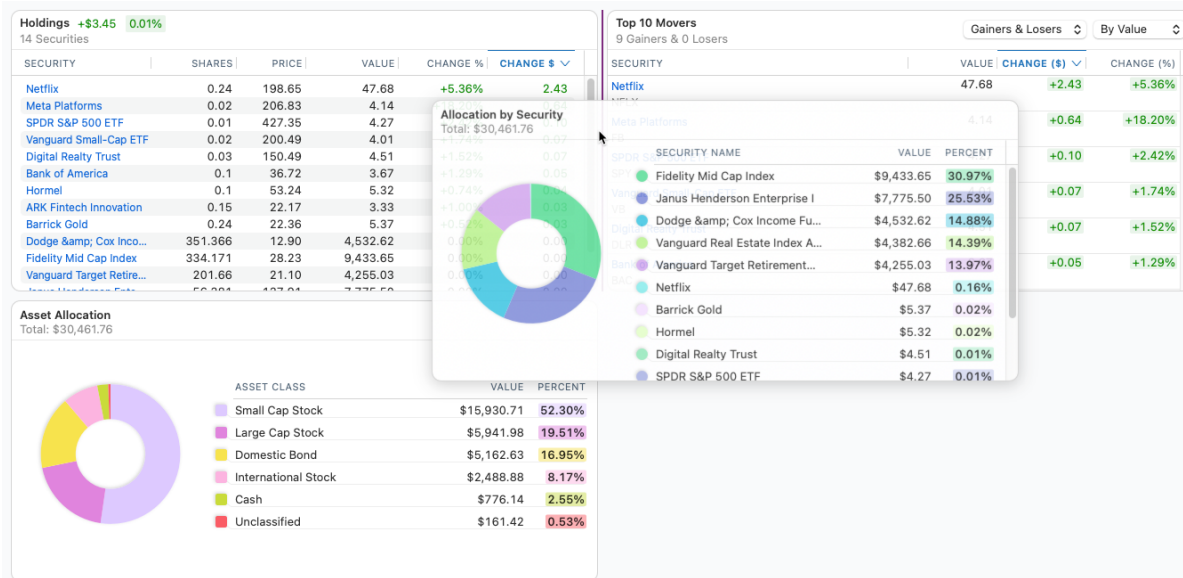 Holdings +$3.45 0.01%
14 Securities
SECURITY SHARES PRICE VALUE CHANGE % CHANGE $
Netflix 0.24 198.65 47.68 +5.36% 2.43
Meta Platforms 0.02 206.83 4.14
SPDR S&P 500 ETF 0.01 427.35 4.27
Vanguard Small-Cap ETF 0.02 200.49 4.01
Digital Realty Trust 0.03 150.49 4.51
Bank of America 0.1 36.72 3.67
Hormel 0.1 53.24 5.32
ARK Fintech Innovation 0.15 22.17 3.33
Barrick Gold 0.24 22.36 5.37
Dodge &amp; Cox Inco... 351.366 12.90 4,532.62
Fidelity Mid Cap Index 334.171 28.23 9,433.65
Vanguard Target Retire... 201.66 21.10 4,255.03
Top 10 Movers
9 Gainers & 0 Losers
Gainers & Losers By Value
SECURITY VALUE CHANGE ($) CHANGE (%)
Netflix 47.68 +2.43 +5.36%
Meta Platforms 4.14 +0.64 +18.20%
+0.10 +2.42%
+0.07 +1.74%
+0.07 +1.52%
+0.05 +1.29%
Allocation by Security
Total: $30,461.76
SECURITY NAME VALUE PERCENT
Fidelity Mid Cap Index $9,433.65 30.97%
Janus Henderson Enterprise I $7,775.50 25.53%
Dodge &amp; Cox Income Fu... $4,532.62 14.88%
Vanguard Real Estate Index A... $4,382.66 14.39%
Vanguard Target Retirement... $4,255.03 13.97%
Netflix $47.68 0.16%
Barrick Gold $5.37 0.02%
Hormel $5.32 0.02%
Digital Realty Trust $4.51 0.01%
SPDR S&P 500 ETF $4.27 0.01%
Asset Allocation
Total: $30,461.76
ASSET CLASS VALUE PERCENT
Small Cap Stock $15,930.71 52.30%
Large Cap Stock $5,941.98 19.51%
Domestic Bond $5,162.63 16.95%
International Stock $2,488.88 8.17%
Cash $776.14 2.55%
Unclassified $161.42 0.53%